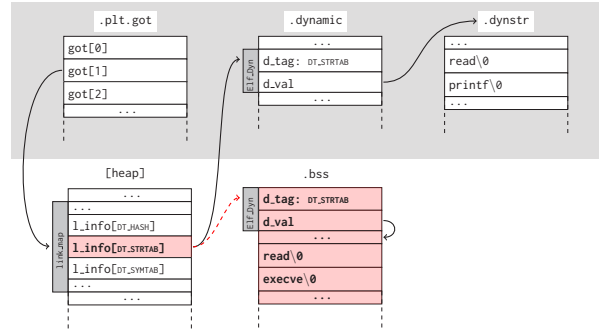 .plt.got
got[0]
got[1]
got[2]
...
.dynamic
...
Elf_Dyn
d_tag: DT_STRTAB
d_val
...
.dynstr
...
read\0
printf\0
...
[heap]
...
link_map
...
l_info[DT_HASH]
l_info[DT_STRTAB]
l_info[DT_SYMTAB]
...
.bss
Elf_Dyn
d_tag: DT_STRTAB
d_val
...
read\0
execve\0
...